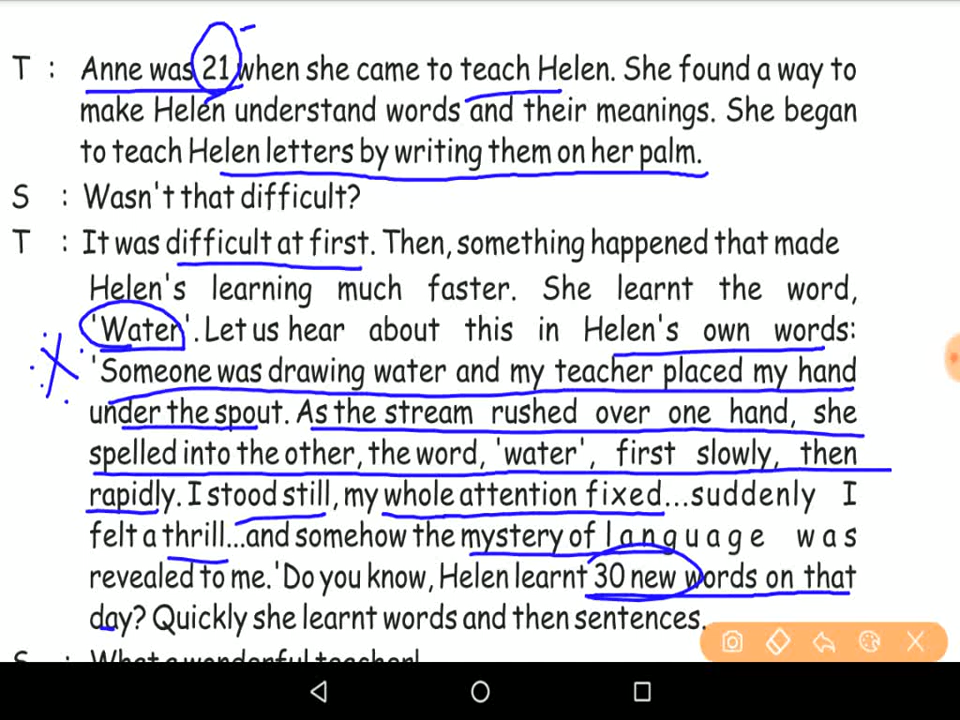 T : Anne was 21 when she came to teach Helen. She found a way to
make Helen understand words and their meanings. She began
to teach Helen letters by writing them on her palm.
S : Wasn't that difficult?
T : It was difficult at first. Then, something happened that made
Helen's learning much faster. She learnt the word,
'Water'. Let us hear about this in Helen's own words:
'Someone was drawing water and my teacher placed my hand
under the spout. As the stream rushed over one hand, she
spelled into the other, the word, 'water', first slowly, then
rapidly. I stood still, my whole attention fixed...suddenly I
felt a thrill...and somehow the mystery of language was
revealed to me.'Do you know, Helen learnt 30 new words on that
day? Quickly she learnt words and then sentences.
S : What a wonderful teacher!